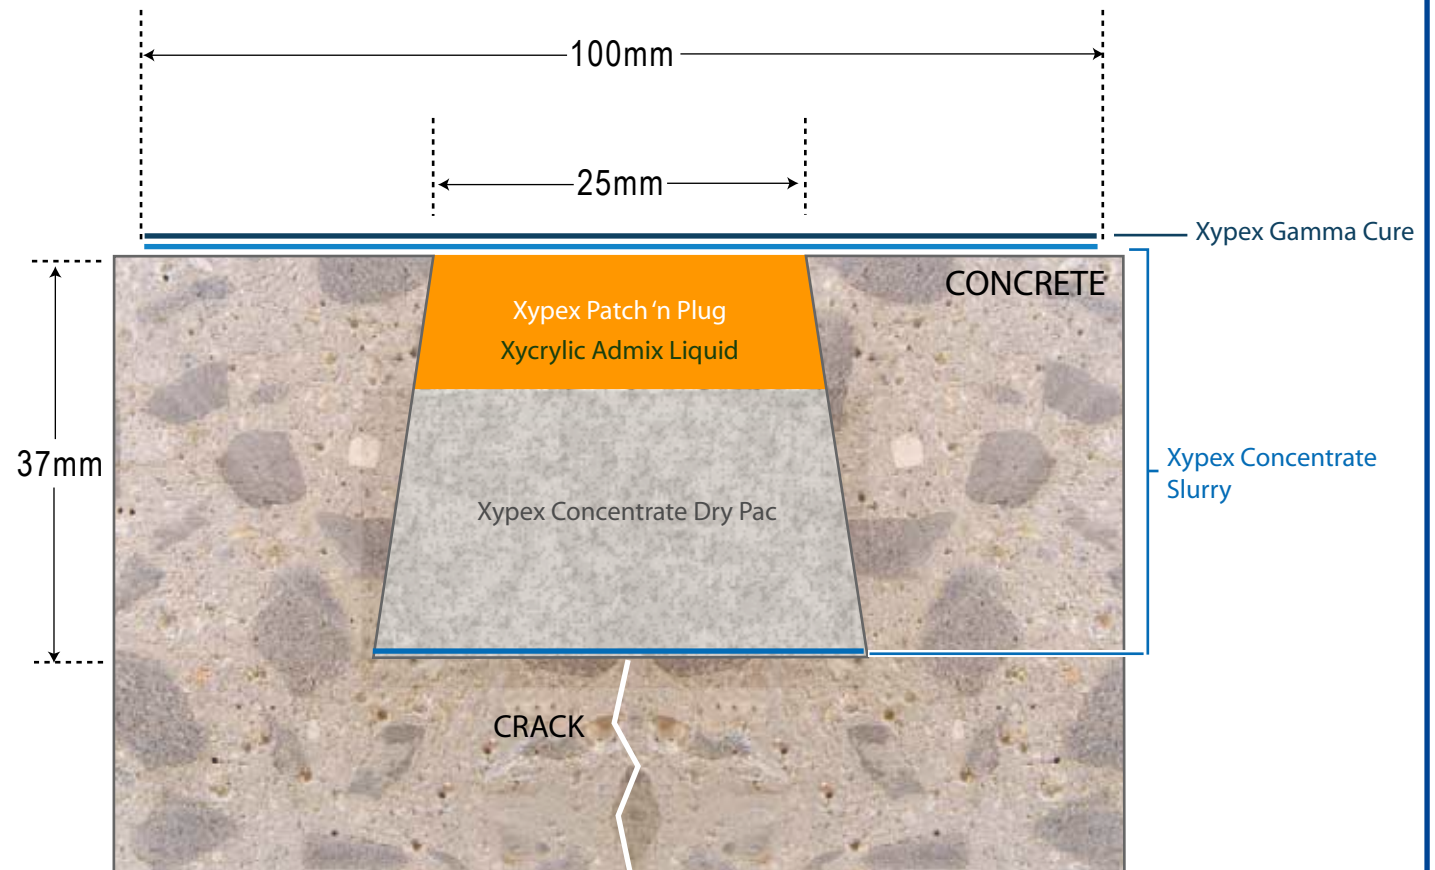 100mm
25mm
Xypex Gamma Cure
CONCRETE
Xypex Patch ‘n Plug
Xycrylic Admix Liquid
37mm
Xypex Concentrate
Slurry
Xypex Concentrate Dry Pac
CRACK